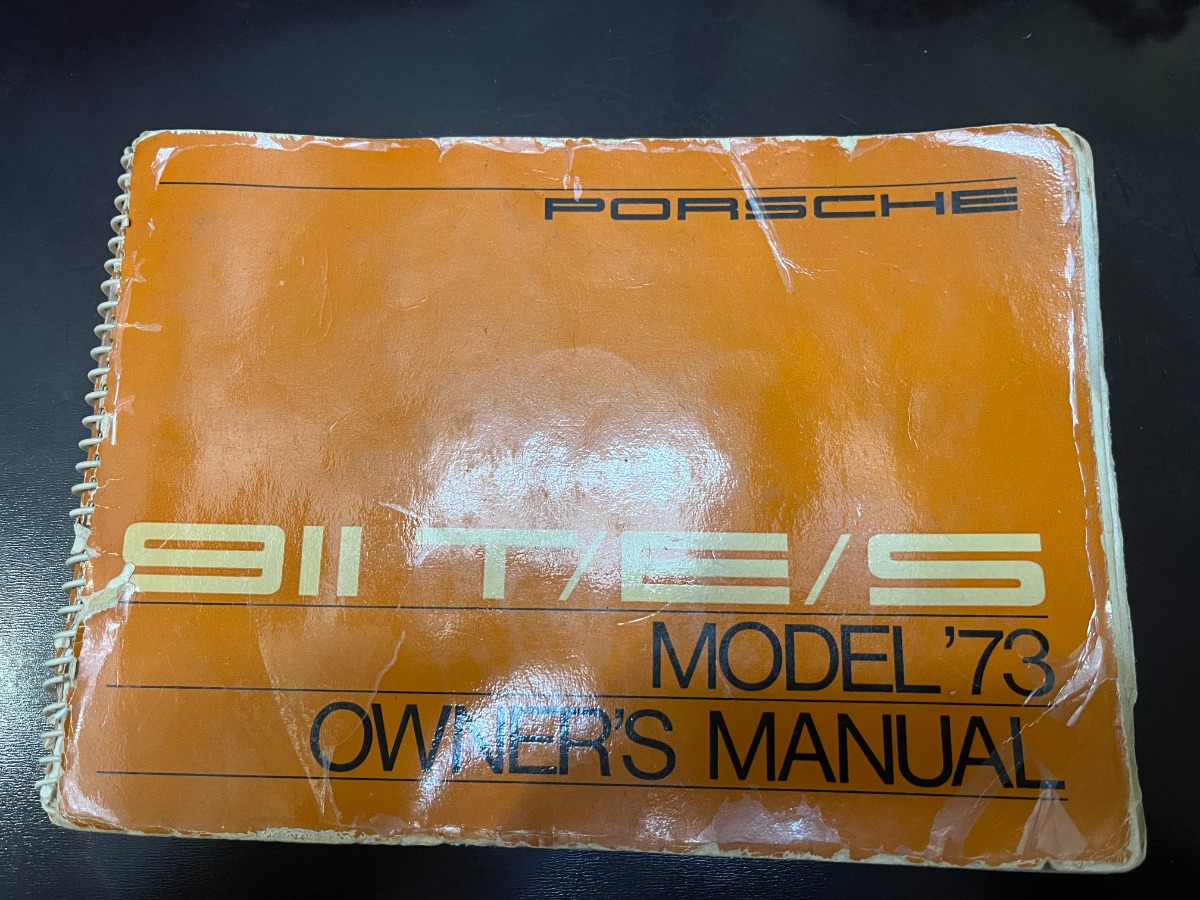 PORSCHE
911 T/E/S
MODEL '73
OWNER'S MANUAL